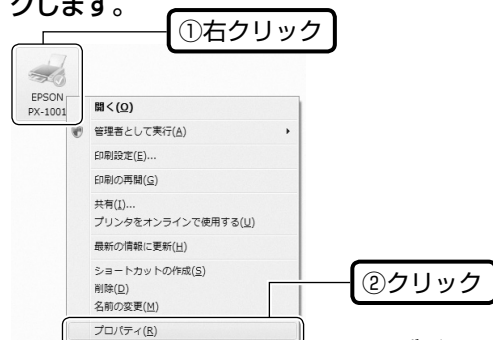 クします。
①右クリック
EPSON
PX-1001
開く(O)
管理者として実行(A)
印刷設定(E)...
印刷の再開(G)
共有(I)...
プリンタをオンラインで使用する(U)
最新の情報に更新(H)
ショートカットの作成(S)
削除(D)
名前の変更(M)
②クリック
プロパティ(R)